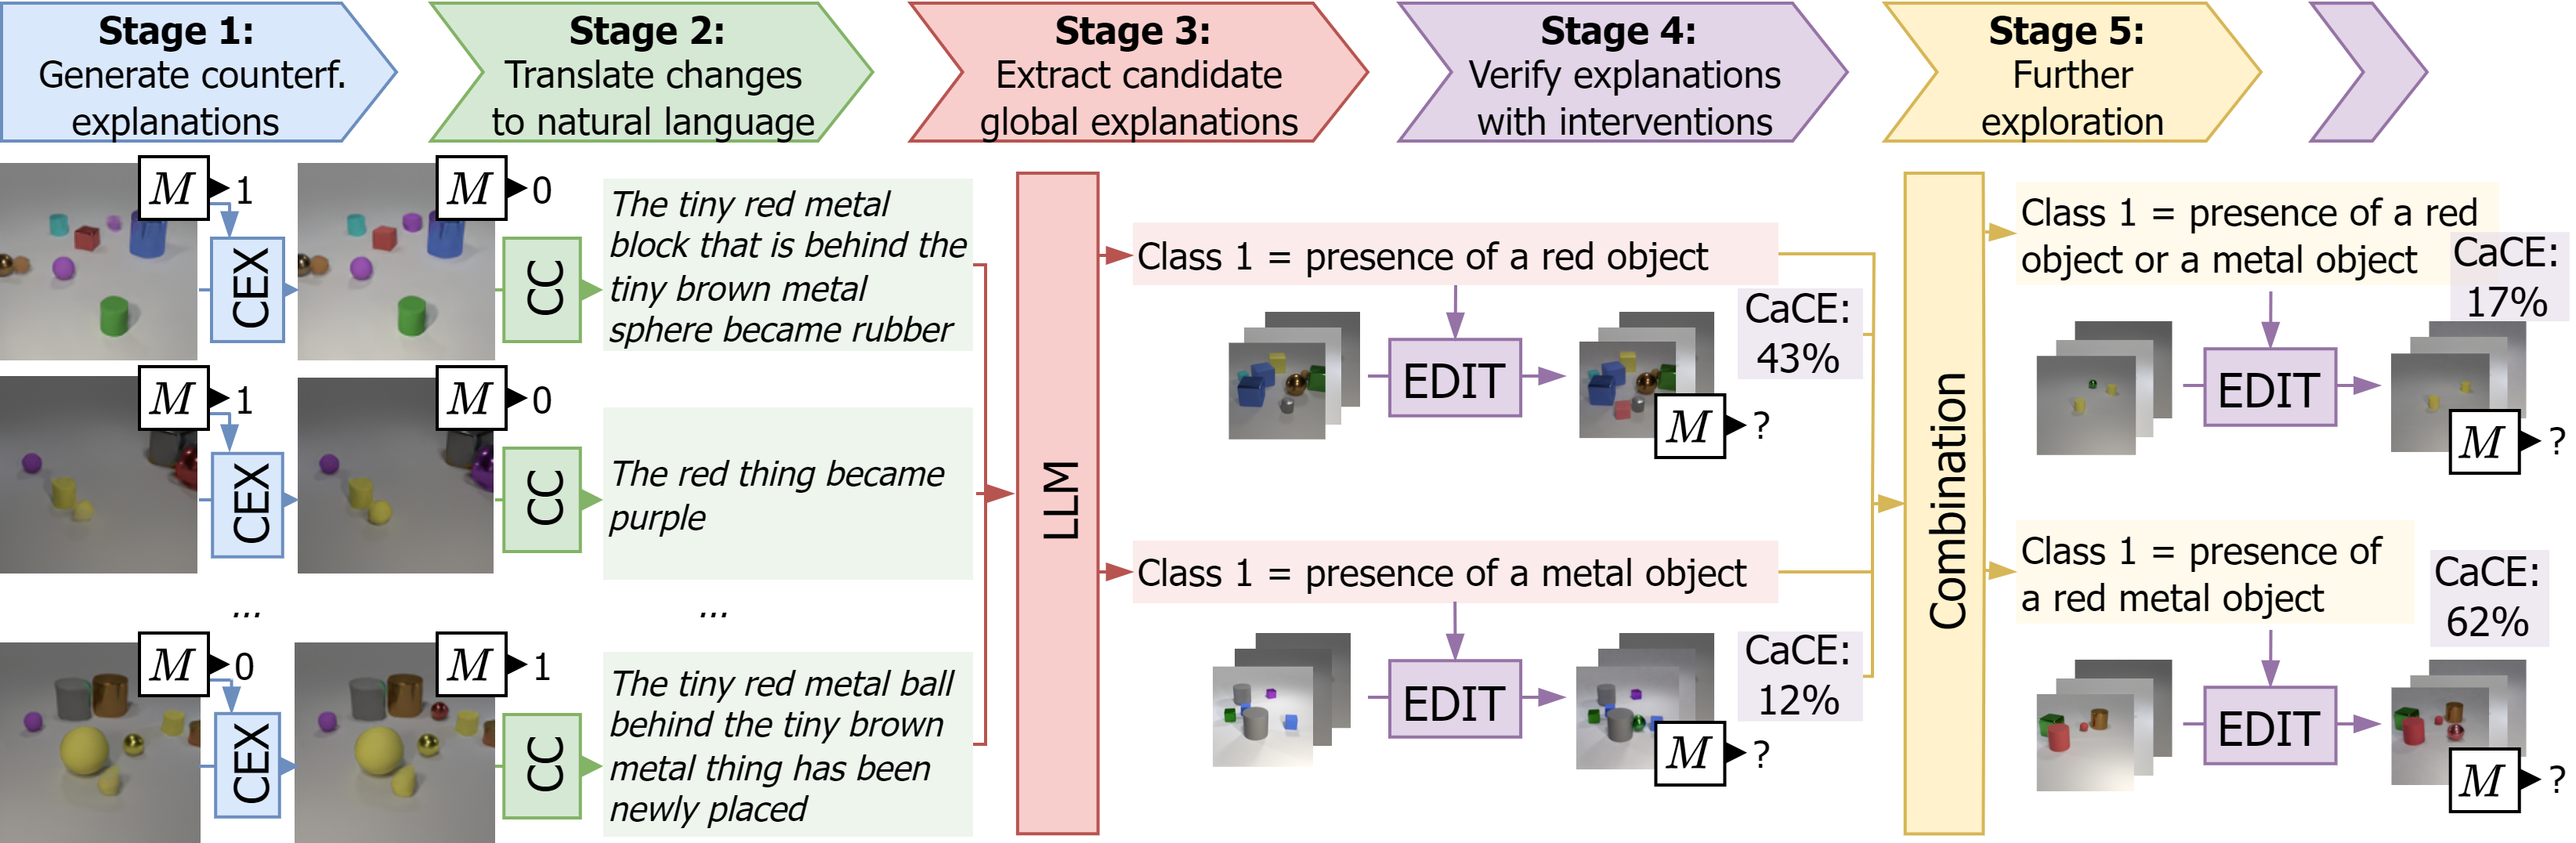 Stage 1:
Generate counterf.
explanations
Stage 2:
Translate changes
to natural language
Stage 3:
Extract candidate
global explanations
Stage 4:
Verify explanations
with interventions
Stage 5:
Further
exploration
M 1
CEX
M 0
CC
The tiny red metal
block that is behind the
tiny brown metal
sphere became rubber
M 1
CEX
M 0
CC
The red thing became
purple
...
...
M 0
CEX
M 1
CC
The tiny red metal ball
behind the tiny brown
metal thing has been
newly placed
LLM
Class 1 = presence of a red object
EDIT
M ?
CaCE:
43%
Class 1 = presence of a metal object
EDIT
M ?
CaCE:
12%
Combination
Class 1 = presence of a red
object or a metal object
CaCE:
17%
EDIT
M ?
Class 1 = presence of
a red metal object
CaCE:
62%
EDIT
M ?